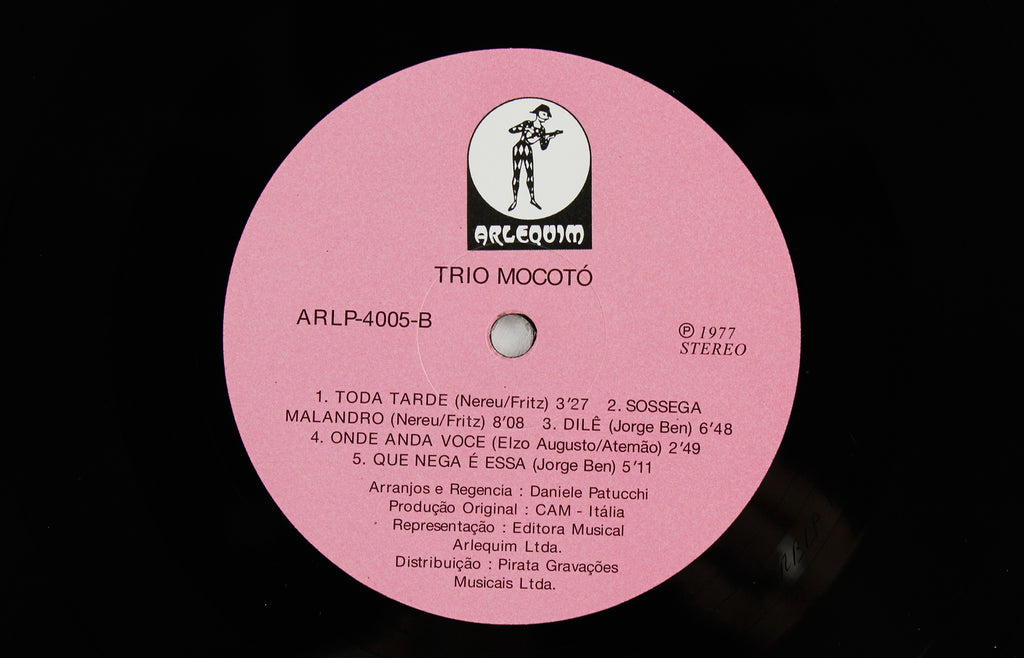 ARLEQUIM
TRIO MOCOTÓ
ARLP-4005-B
℗ 1977
STEREO
1. TODA TARDE (Nereu/Fritz) 3'27 2. SOSSEGA
MALANDRO (Nereu/Fritz) 8'08 3. DILÊ (Jorge Ben) 6'48
4. ONDE ANDA VOCE (Elzo Augusto/Atemão) 2'49
5. QUE NEGA É ESSA (Jorge Ben) 5'11
Arranjos e Regencia : Daniele Patucchi
Produção Original : CAM - Itália
Representação : Editora Musical
Arlequim Ltda.
Distribuição : Pirata Gravações
Musicais Ltda.